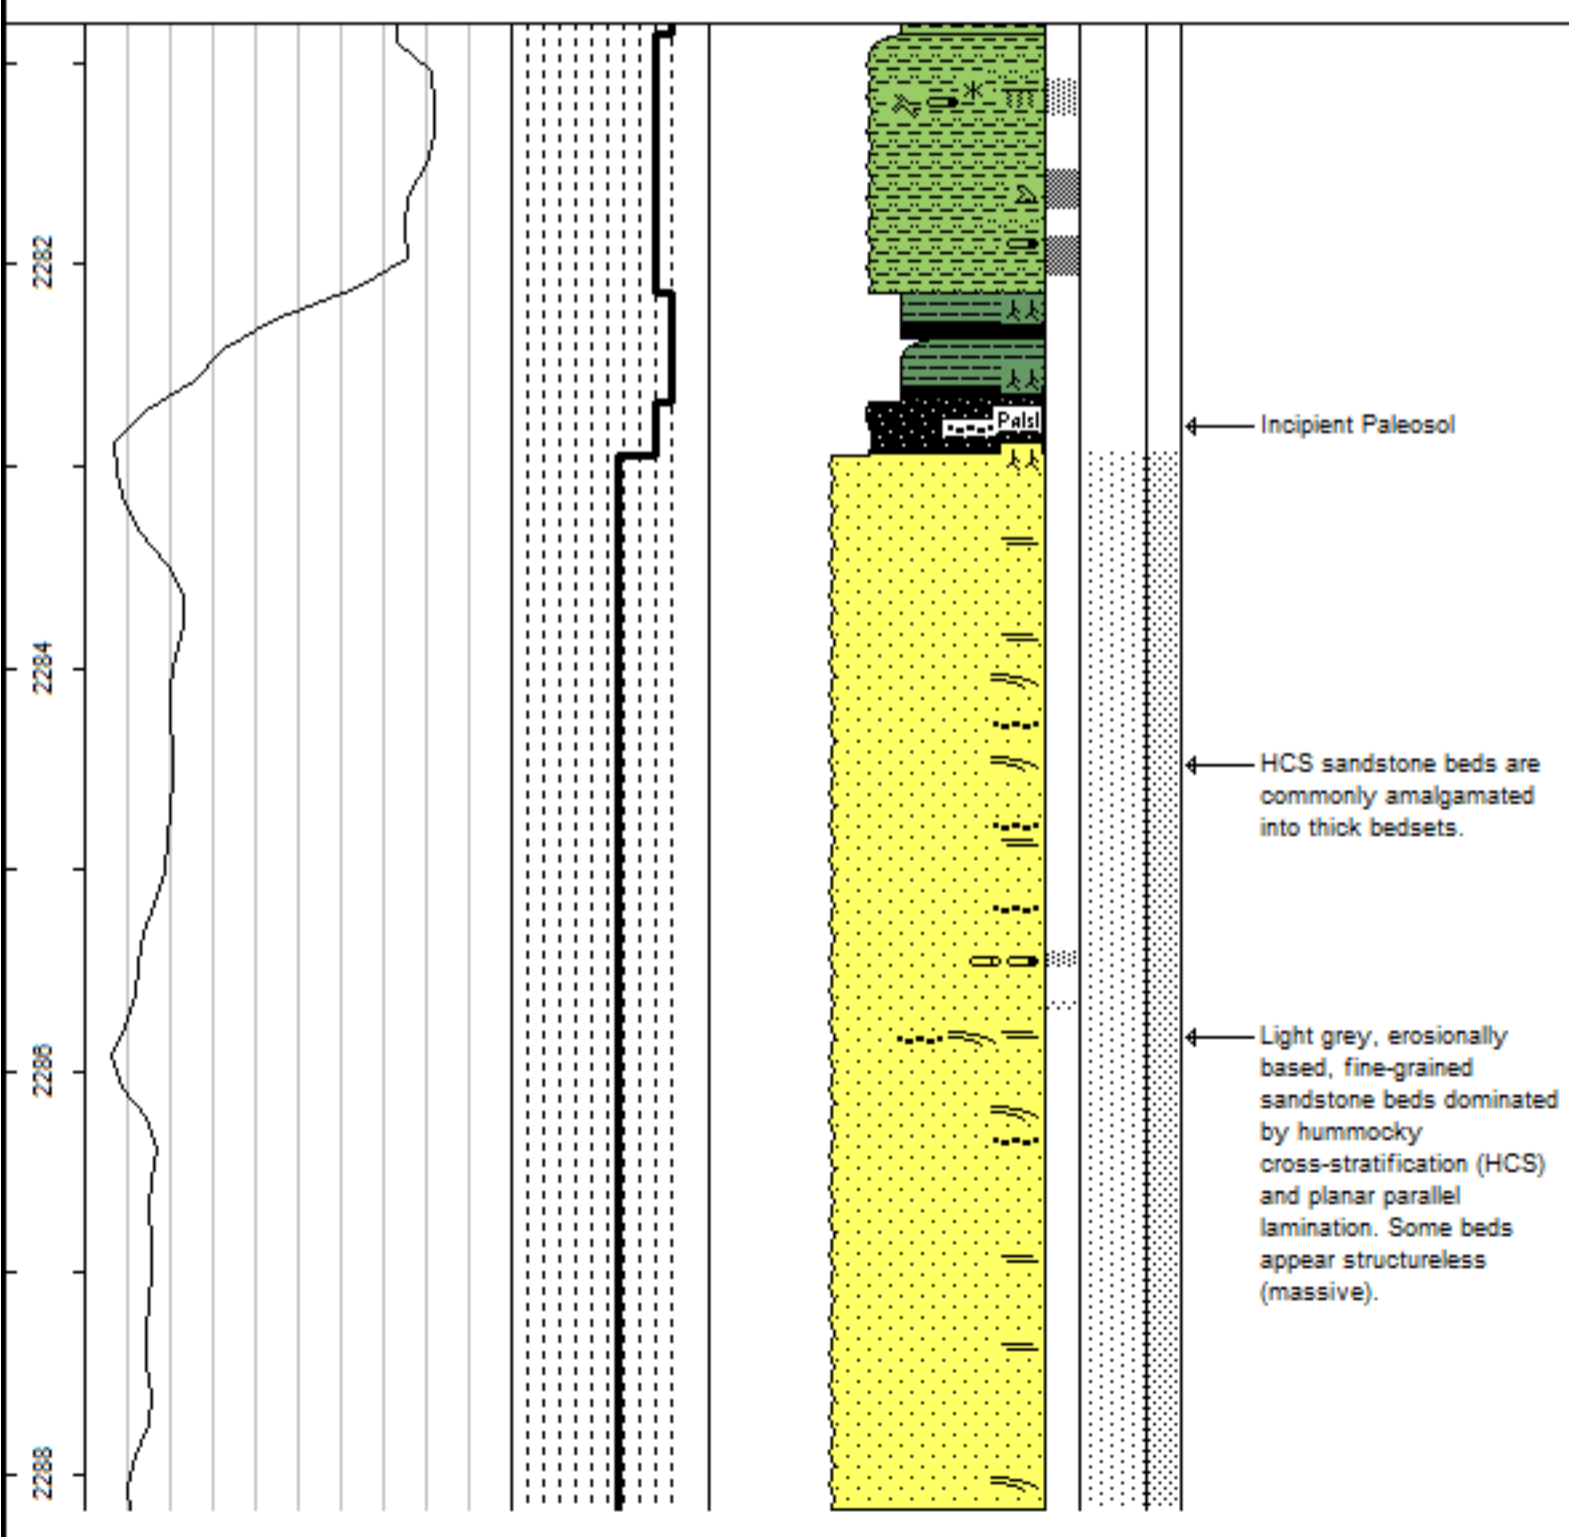 2282
Palsl
Incipient Paleosol
2284
HCS sandstone beds are
commonly amalgamated
into thick bedsets.
2286
Light grey, erosionally
based, fine-grained
sandstone beds dominated
by hummocky
cross-stratification (HCS)
and planar parallel
lamination. Some beds
appear structureless
(massive).
2288